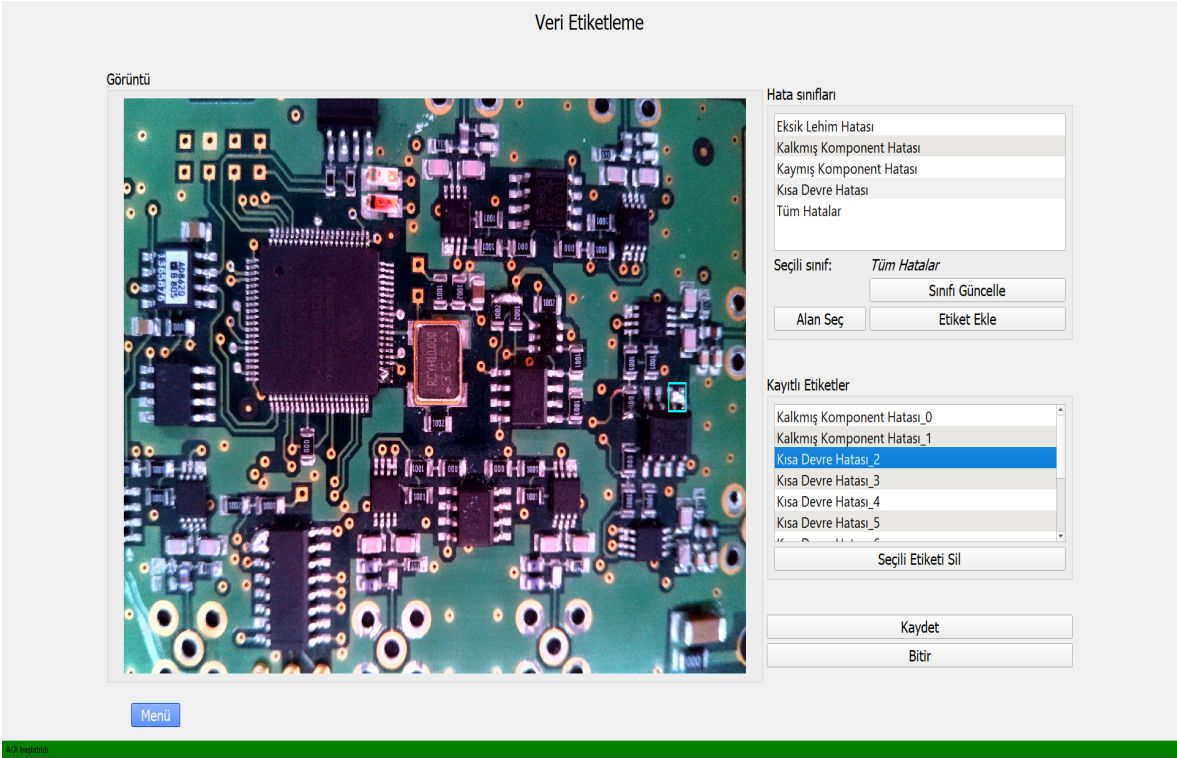 Veri Etiketleme
Görüntü
Hata sınıfları
Eksik Lehim Hatası
Kalkmış Komponent Hatası
Kaymış Komponent Hatası
Kısa Devre Hatası
Tüm Hatalar
Seçili sınıf: Tüm Hatalar
Sınıfı Güncelle
Alan Seç Etiket Ekle
Kayıtlı Etiketler
Kalkmış Komponent Hatası_0
Kalkmış Komponent Hatası_1
Kısa Devre Hatası_2
Kısa Devre Hatası_3
Kısa Devre Hatası_4
Kısa Devre Hatası_5
Seçili Etiketi Sil
Kaydet
Bitir
Menü
AOI başlatıldı